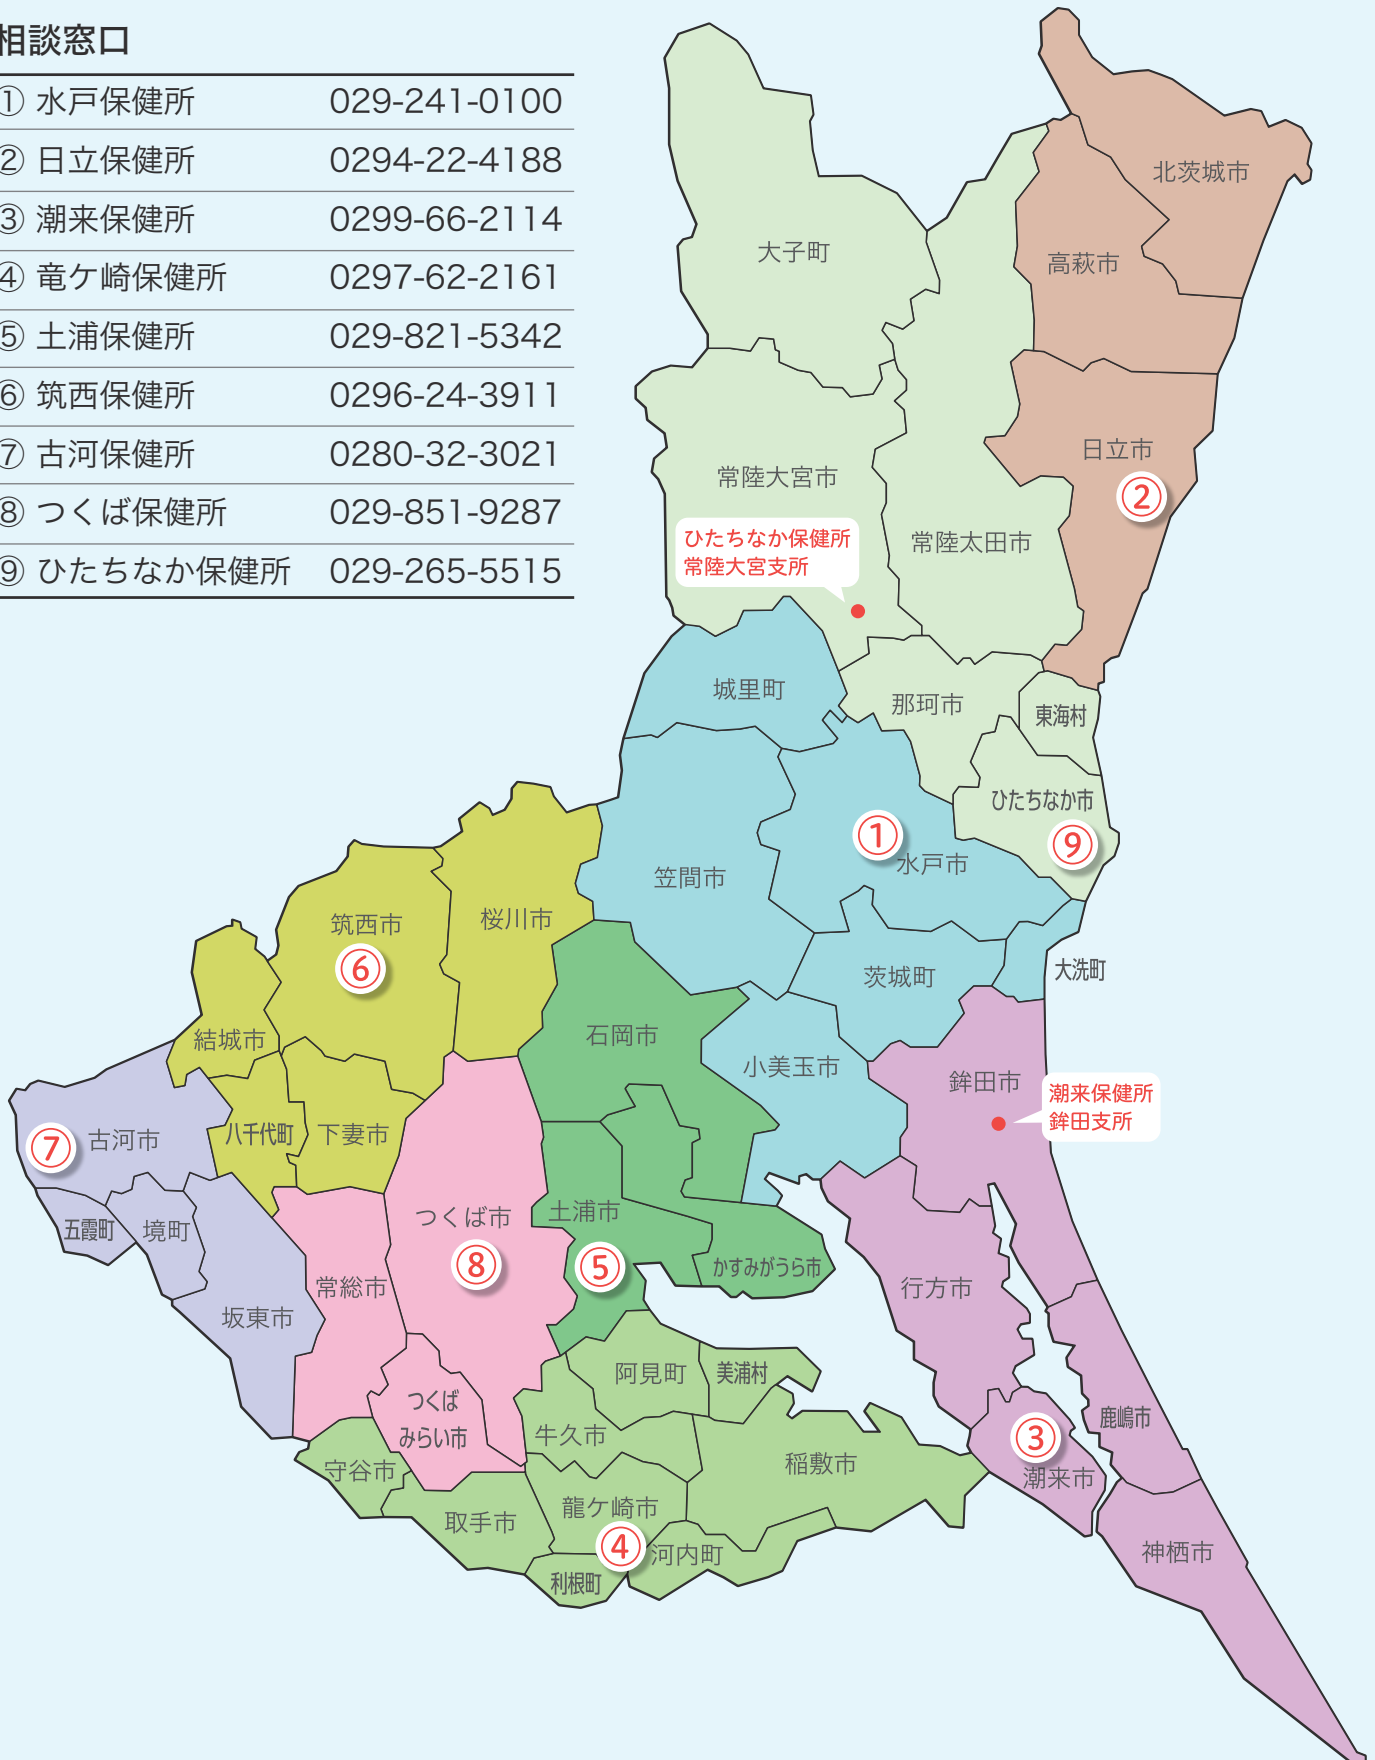 相談窓口
① 水戸保健所 029-241-0100
② 日立保健所 0294-22-4188
③ 潮来保健所 0299-66-2114
④ 竜ケ崎保健所 0297-62-2161
⑤ 土浦保健所 029-821-5342
⑥ 筑西保健所 0296-24-3911
⑦ 古河保健所 0280-32-3021
⑧ つくば保健所 029-851-9287
⑨ ひたちなか保健所 029-265-5515
北茨城市
大子町
高萩市
日立市
②
常陸大宮市
ひたちなか保健所
常陸大宮支所
常陸太田市
城里町
那珂市
東海村
ひたちなか市
⑨
①
水戸市
笠間市
筑西市
⑥
桜川市
茨城町
大洗町
結城市
石岡市
小美玉市
鉾田市
潮来保健所
鉾田支所
⑦
古河市
八千代町
下妻市
五霞町
境町
つくば市
⑧
土浦市
⑤
かすみがうら市
常総市
坂東市
行方市
阿見町
美浦村
つくば
みらい市
牛久市
稲敷市
鹿嶋市
③
潮来市
守谷市
取手市
龍ケ崎市
④
河内町
利根町
神栖市